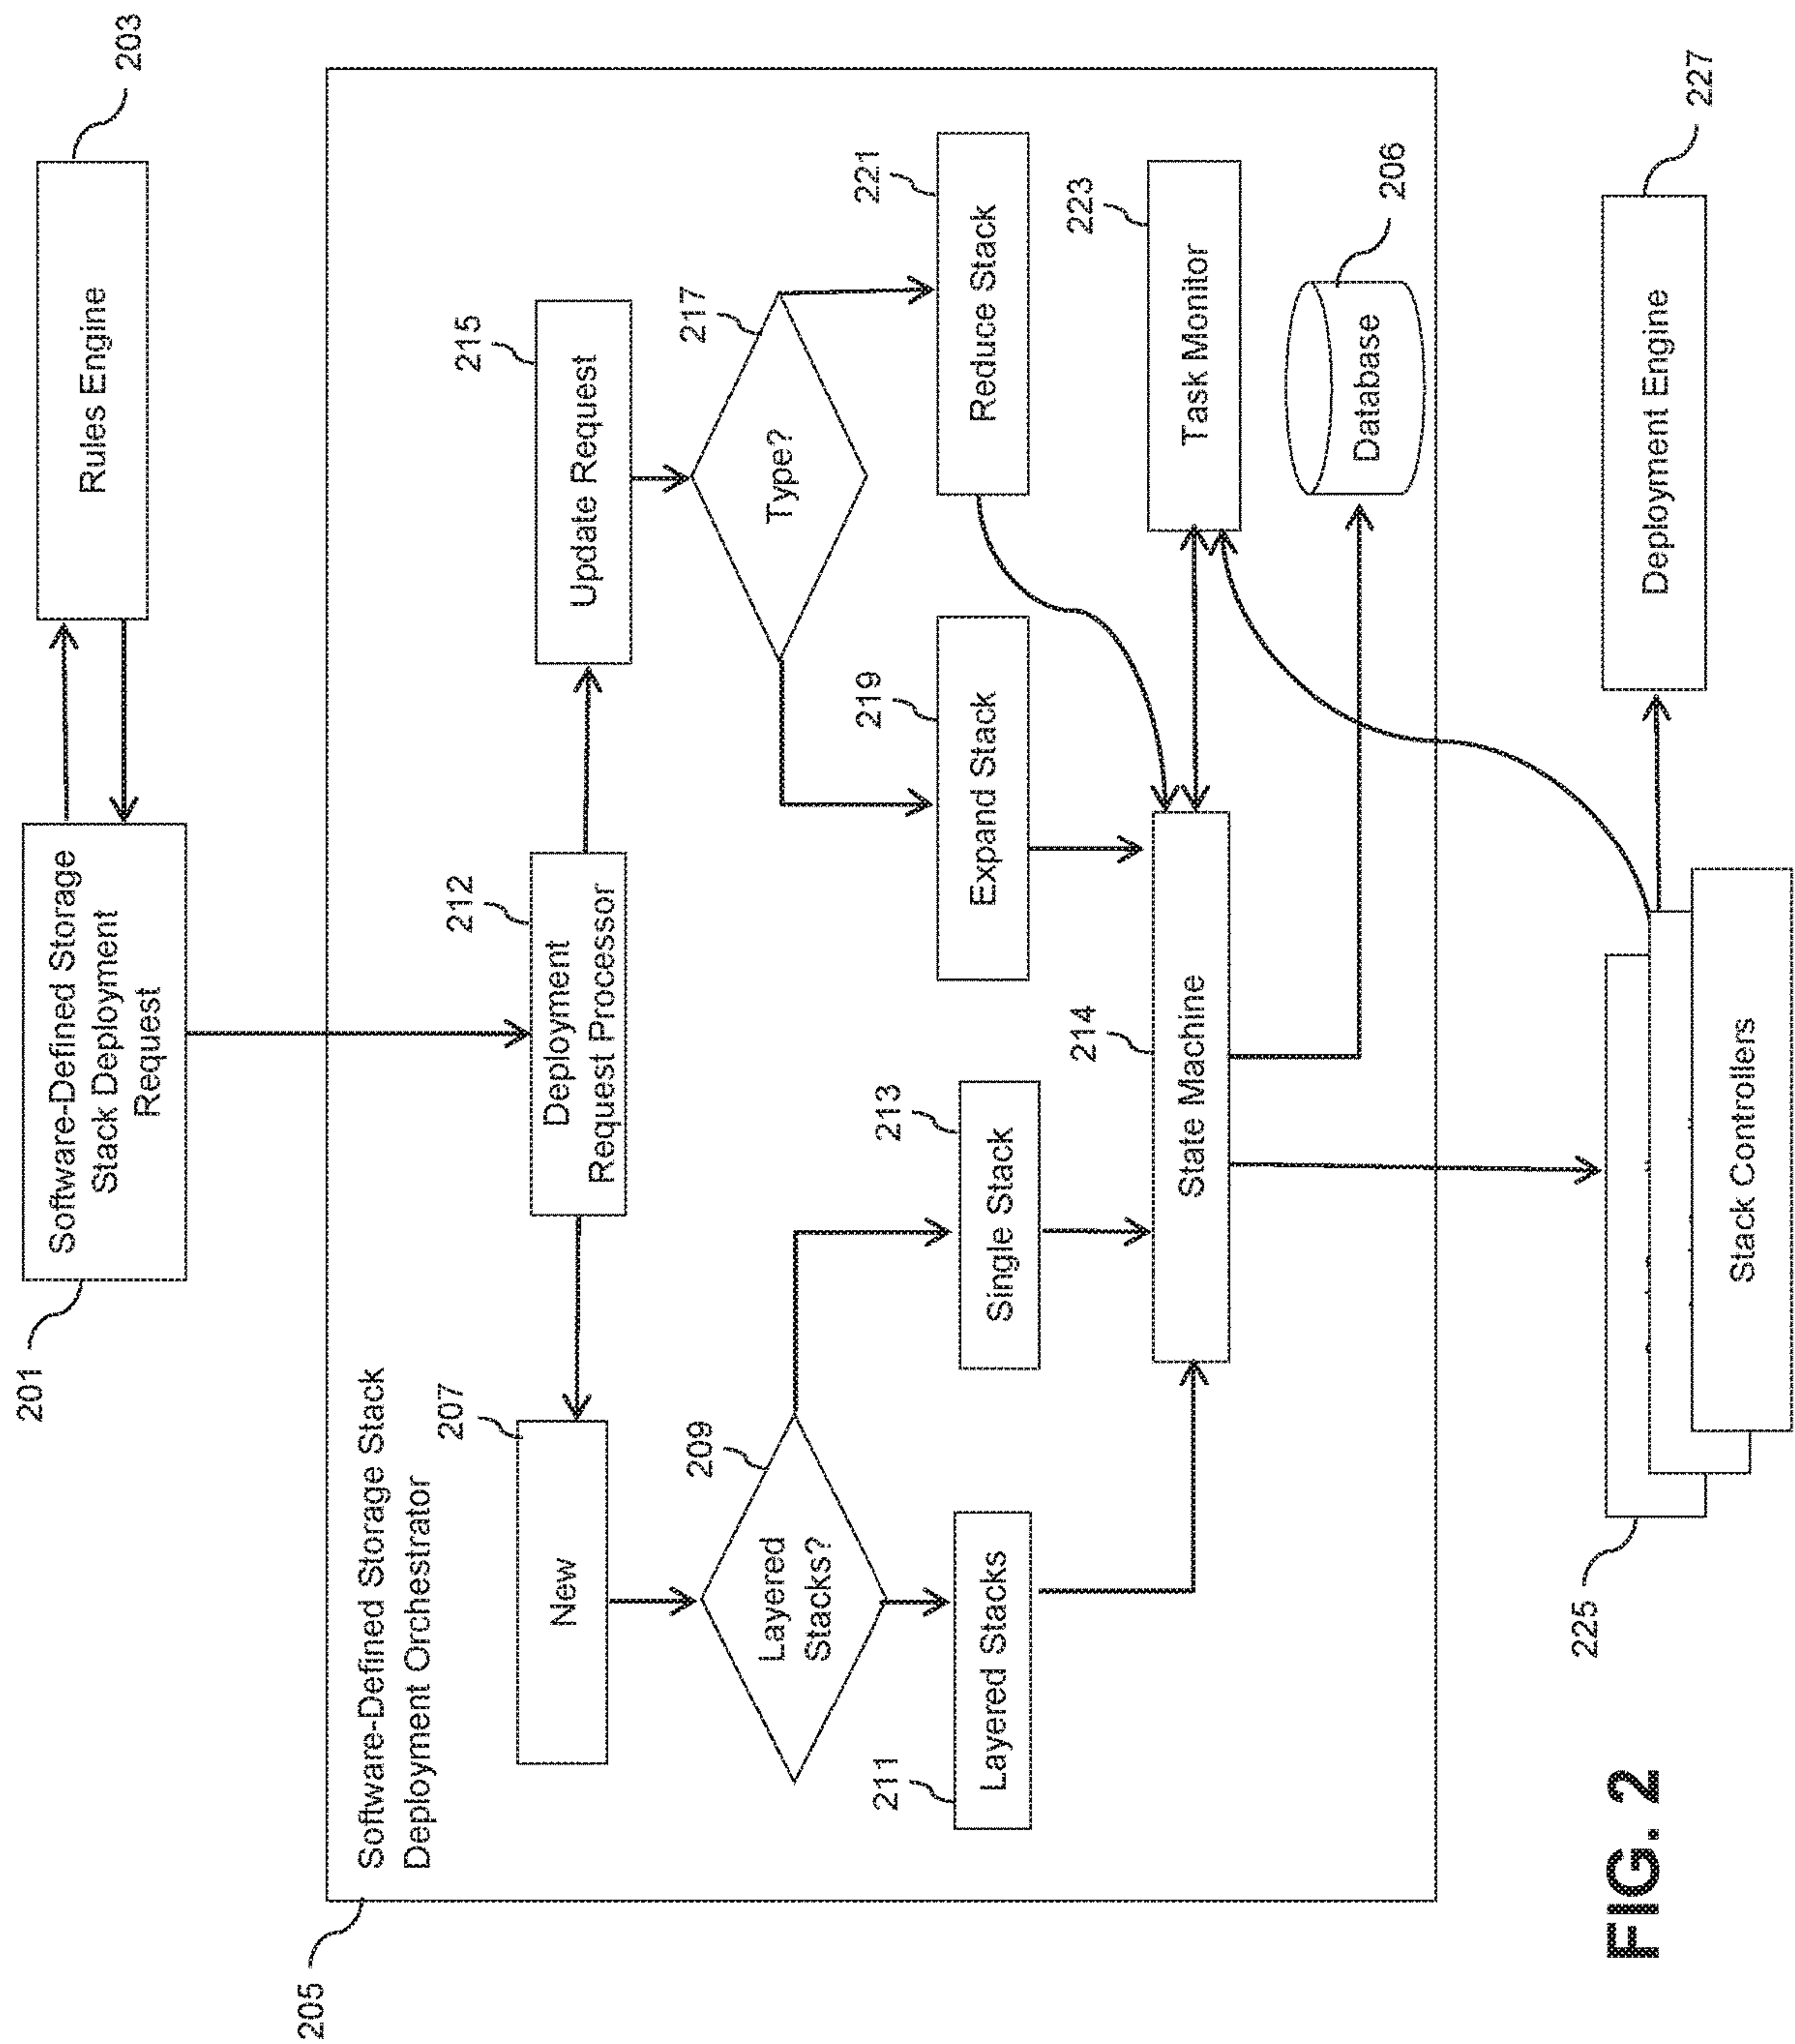 201
Software-Defined Storage
Stack Deployment
Request
Rules Engine
203
205
Software-Defined Storage Stack
Deployment Orchestrator
207
New
212
Deployment
Request Processor
215
Update Request
209
Layered
Stacks?
217
Type?
211
Layered Stacks
213
Single Stack
219
Expand Stack
221
Reduce Stack
214
State Machine
223
Task Monitor
206
Database
225
Stack Controllers
Deployment Engine
227
FIG. 2